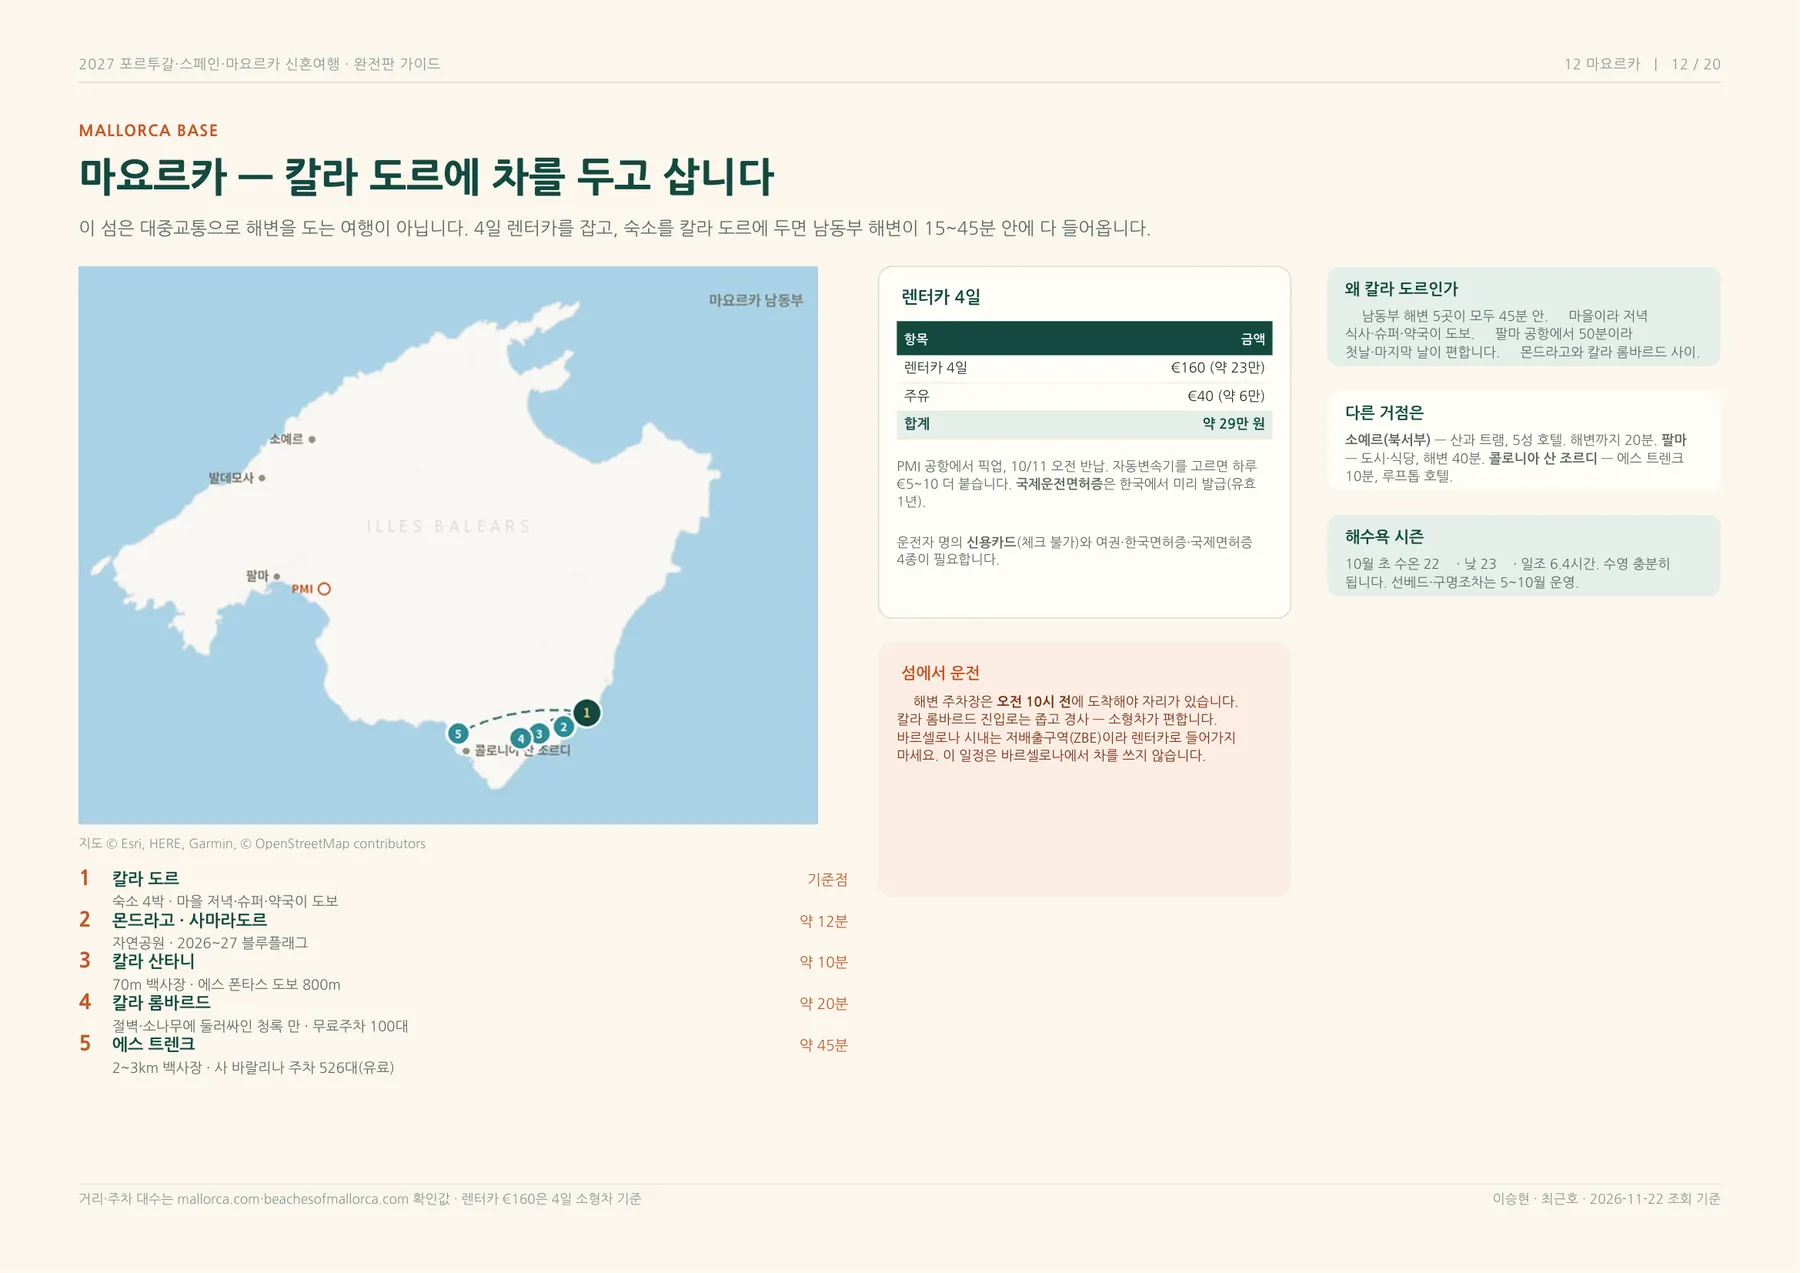 2027 포르투갈·스페인·마요르카 신혼여행 · 완전판 가이드
12 마요르카 | 12 / 20
MALLORCA BASE
마요르카 — 칼라 도르에 차를 두고 삽니다
이 섬은 대중교통으로 해변을 도는 여행이 아닙니다. 4일 렌터카를 잡고, 숙소를 칼라 도르에 두면 남동부 해변이 15~45분 안에 다 들어옵니다.
마요르카 남동부
소예르
발데모사
ILLES BALEARS
팔마
PMI
1
2
3
4
5
콜로니아 산 조르디
지도 © Esri, HERE, Garmin, © OpenStreetMap contributors
1 칼라 도르 기준점
숙소 4박 · 마을 저녁·슈퍼·약국이 도보
2 몬드라고 · 사마라도르 약 12분
자연공원 · 2026~27 블루플래그
3 칼라 산타니 약 10분
70m 백사장 · 에스 폰타스 도보 800m
4 칼라 롬바르드 약 20분
절벽·소나무에 둘러싸인 청록 만 · 무료주차 100대
5 에스 트렌크 약 45분
2~3km 백사장 · 사 바랄리나 주차 526대(유료)
렌터카 4일
항목 금액
렌터카 4일 €160 (약 23만)
주유 €40 (약 6만)
합계 약 29만 원
PMI 공항에서 픽업, 10/11 오전 반납. 자동변속기를 고르면 하루
€5~10 더 붙습니다. 국제운전면허증은 한국에서 미리 발급(유효
1년).
운전자 명의 신용카드(체크 불가)와 여권·한국면허증·국제면허증
4종이 필요합니다.
섬에서 운전
해변 주차장은 오전 10시 전에 도착해야 자리가 있습니다.
칼라 롬바르드 진입로는 좁고 경사 — 소형차가 편합니다.
바르셀로나 시내는 저배출구역(ZBE)이라 렌터카로 들어가지
마세요. 이 일정은 바르셀로나에서 차를 쓰지 않습니다.
왜 칼라 도르인가
남동부 해변 5곳이 모두 45분 안. 마을이라 저녁
식사·슈퍼·약국이 도보. 팔마 공항에서 50분이라
첫날·마지막 날이 편합니다. 몬드라고와 칼라 롬바르드 사이.
다른 거점은
소예르(북서부) — 산과 트램, 5성 호텔. 해변까지 20분. 팔마
— 도시·식당, 해변 40분. 콜로니아 산 조르디 — 에스 트렌크
10분, 루프톱 호텔.
해수욕 시즌
10월 초 수온 22 · 낮 23 · 일조 6.4시간. 수영 충분히
됩니다. 선베드·구명조차는 5~10월 운영.
거리·주차 대수는 mallorca.com·beachesofmallorca.com 확인값 · 렌터카 €160은 4일 소형차 기준
이승현 · 최근호 · 2026-11-22 조회 기준